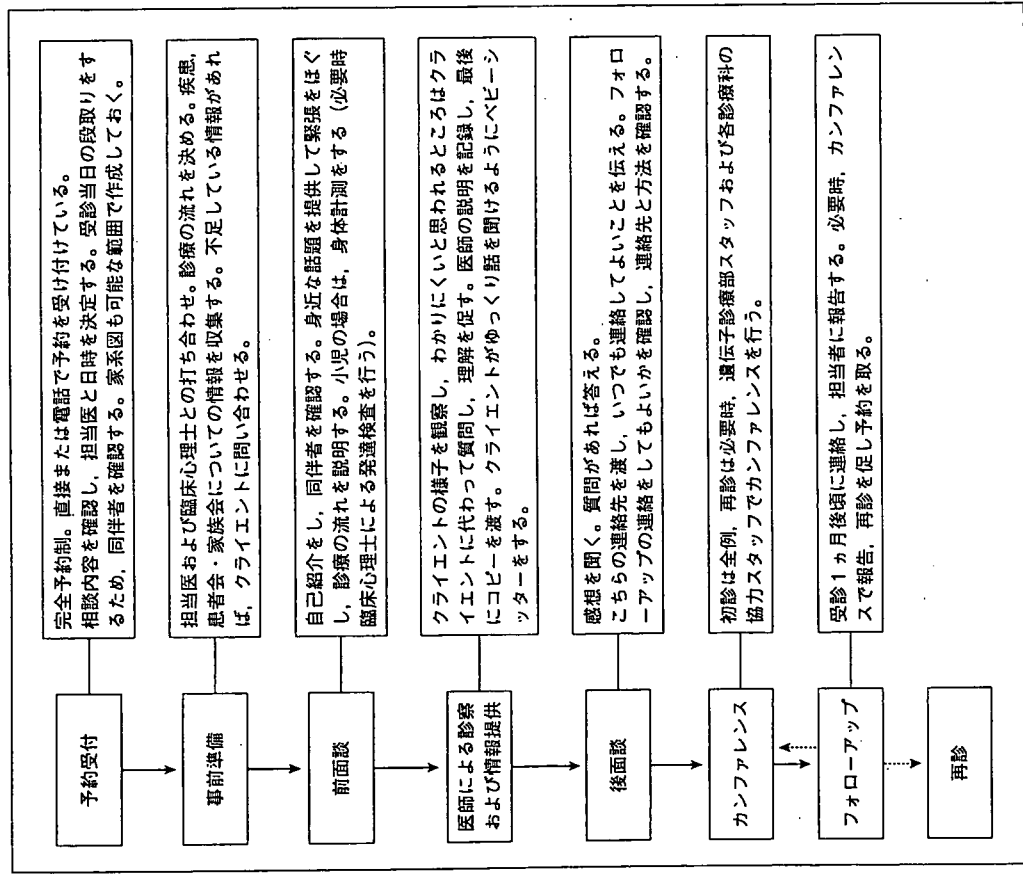 予約受付
完全予約制。直接または電話で予約を受け付けている。
相談内容を確認し，担当医と日時を決定する。受診当日の段取りをす
るため，同伴者を確認する。家系図も可能な範囲で作成しておく。
事前準備
担当医および臨床心理士との打ち合わせ。診療の流れを決める。疾患，
患者会・家族会についての情報を収集する。不足している情報があれ
ば，クライエントに問い合わせる。
前面談
自己紹介をし，同伴者を確認する。身近な話題を提供して緊張をほぐ
し，診療の流れを説明する。小児の場合は，身体計測をする（必要時
臨床心理士による発達検査を行う）。
医師による診察
および情報提供
クライエントの様子を観察し，わかりにくいと思われるところはクラ
イエントに代わって質問し，理解を促す。医師の説明を記録し，最後
にコピーを渡す。クライエントがゆっくり話を聞けるようにベビーシ
ッターをする。
後面談
感想を聞く。質問があれば答える。
こちらの連絡先を渡し，いつでも連絡してよいことを伝える。フォロ
ーアップの連絡をしてもよいかを確認し，連絡先と方法を確認する。
カンファレンス
初診は全例，再診は必要時，遺伝子診療部スタッフおよび各診療科の
協力スタッフでカンファレンスを行う。
フォローアップ
受診1ヵ月後頃に連絡し，担当者に報告する。必要時，カンファレン
スで報告，再診を促し予約を取る。
再診